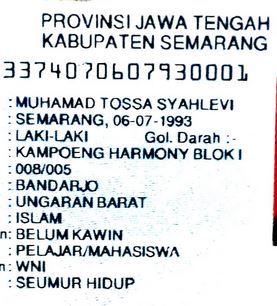 PROVINSI JAWA TENGAH
KABUPATEN SEMARANG
3374070607930001
: MUHAMAD TOSSA SYAHLEVI
: SEMARANG, 06-07-1993
: LAKI-LAKI Gol. Darah : -
: KAMPOENG HARMONY BLOK I
: 008/005
: BANDARJO
: UNGARAN BARAT
: ISLAM
n: BELUM KAWIN
: PELAJAR/MAHASISWA
n: WNI
: SEUMUR HIDUP